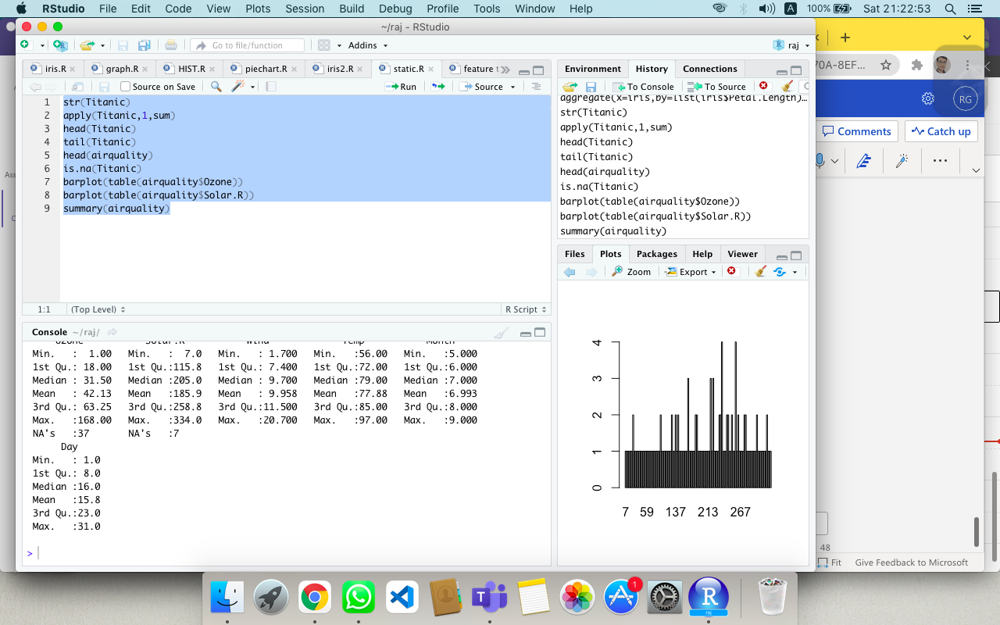 RStudio File Edit Code View Plots Session Build Debug Profile Tools Window Help A 100% Sat 21:22:53
~/raj - RStudio
Go to file/function Addins raj
iris.R graph.R HIST.R piechart.R iris2.R static.R feature t
Source on Save Run Source
1 str(Titanic)
2 apply(Titanic,1,sum)
3 head(Titanic)
4 tail(Titanic)
5 head(airquality)
6 is.na(Titanic)
7 barplot(table(airquality$Ozone))
8 barplot(table(airquality$Solar.R))
9 summary(airquality)
1:1 (Top Level) R Script
Console ~/raj/
Ozone Solar.R Wind Temp Month
Min. : 1.00 Min. : 7.0 Min. : 1.700 Min. :56.00 Min. :5.000
1st Qu.: 18.00 1st Qu.:115.8 1st Qu.: 7.400 1st Qu.:72.00 1st Qu.:6.000
Median : 31.50 Median :205.0 Median : 9.700 Median :79.00 Median :7.000
Mean : 42.13 Mean :185.9 Mean : 9.958 Mean :77.88 Mean :6.993
3rd Qu.: 63.25 3rd Qu.:258.8 3rd Qu.:11.500 3rd Qu.:85.00 3rd Qu.:8.000
Max. :168.00 Max. :334.0 Max. :20.700 Max. :97.00 Max. :9.000
NA's :37 NA's :7
Day
Min. : 1.0
1st Qu.: 8.0
Median :16.0
Mean :15.8
3rd Qu.:23.0
Max. :31.0
>
Environment History Connections
To Console To Source
aggregate(x=iris,by=list(iris$Petal.Length)…
str(Titanic)
apply(Titanic,1,sum)
head(Titanic)
tail(Titanic)
head(airquality)
is.na(Titanic)
barplot(table(airquality$Ozone))
barplot(table(airquality$Solar.R))
summary(airquality)
Files Plots Packages Help Viewer
Zoom Export
4
3
2
1
0
7 59 137 213 267
70A-8EF...
RG
Comments Catch up
48
Fit Give Feedback to Microsoft
Ass
T
1
R
raj